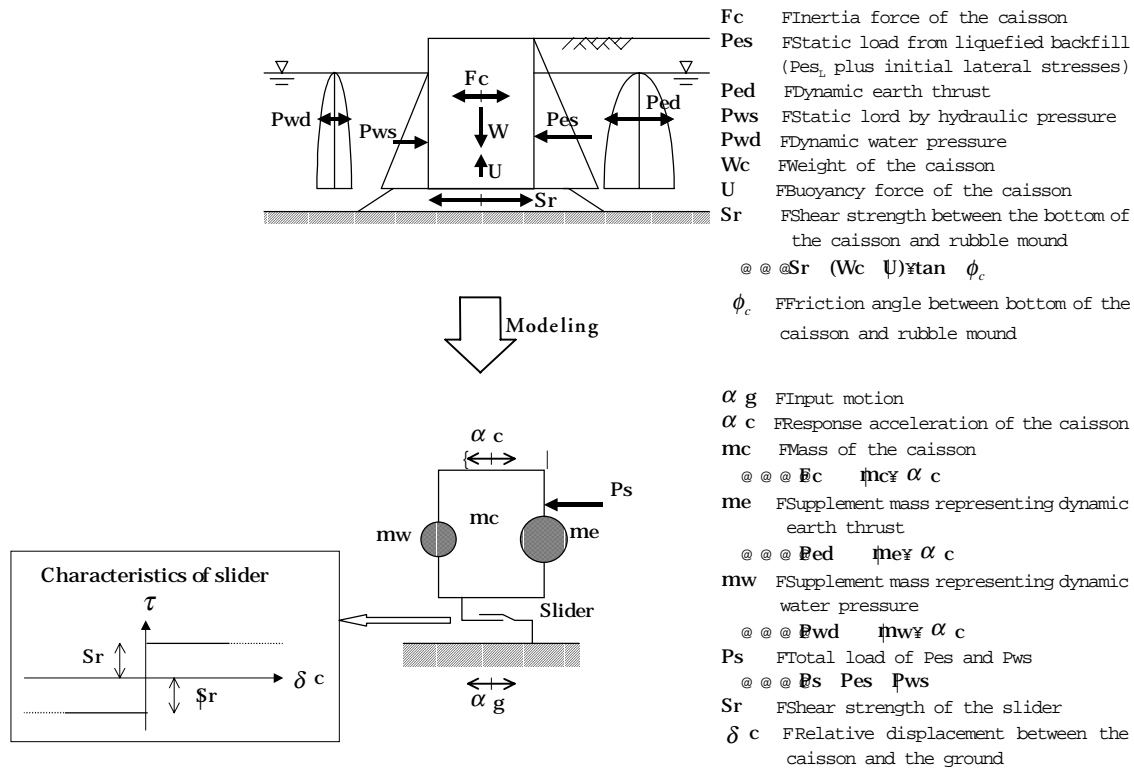 Fc
Pwd
Pws
W
Pes
Ped
U
Sr
Fc FInertia force of the caisson
Pes FStatic load from liquefied backfill
(Pes_L plus initial lateral stresses)
Ped FDynamic earth thrust
Pws FStatic lord by hydraulic pressure
Pwd FDynamic water pressure
Wc FWeight of the caisson
U FBuoyancy force of the caisson
Sr FShear strength between the bottom of
the caisson and rubble mound
@ @ @Sr (Wc |U)¥tan ϕc
ϕc FFriction angle between bottom of the
caisson and rubble mound
Modeling
α c
Ps
mc
mw
me
Slider
α g
Characteristics of slider
τ
Sr
δ c
|Sr
α g FInput motion
α c FResponse acceleration of the caisson
mc FMass of the caisson
@ @ @ @Fc |mc¥ α c
me FSupplement mass representing dynamic
earth thrust
@ @ @ @Ped |me¥ α c
mw FSupplement mass representing dynamic
water pressure
@ @ @ @Pwd |mw¥ α c
Ps FTotal load of Pes and Pws
@ @ @ @Ps Pes |Pws
Sr FShear strength of the slider
δ c FRelative displacement between the
caisson and the ground